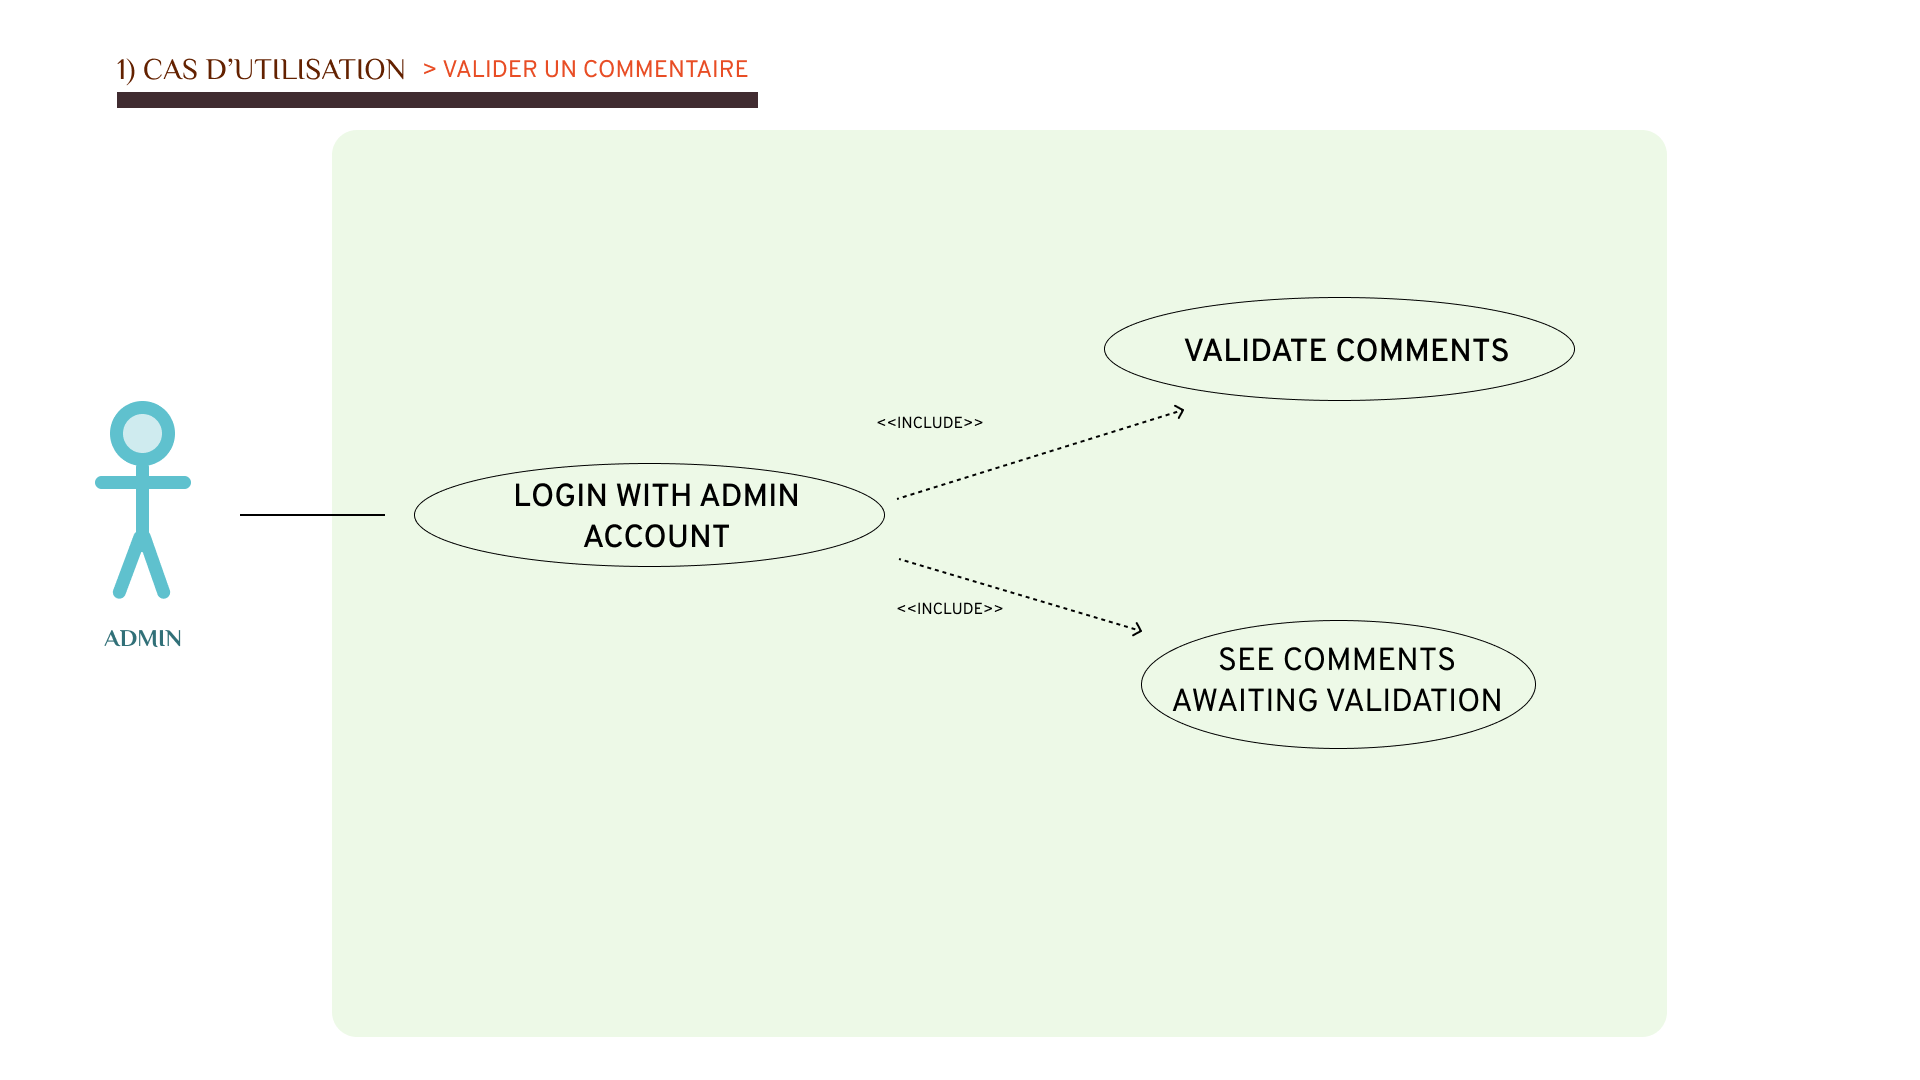 1) CAS D’UTILISATION > VALIDER UN COMMENTAIRE
VALIDATE COMMENTS
<<INCLUDE>>
LOGIN WITH ADMIN
ACCOUNT
<<INCLUDE>>
ADMIN
SEE COMMENTS
AWAITING VALIDATION